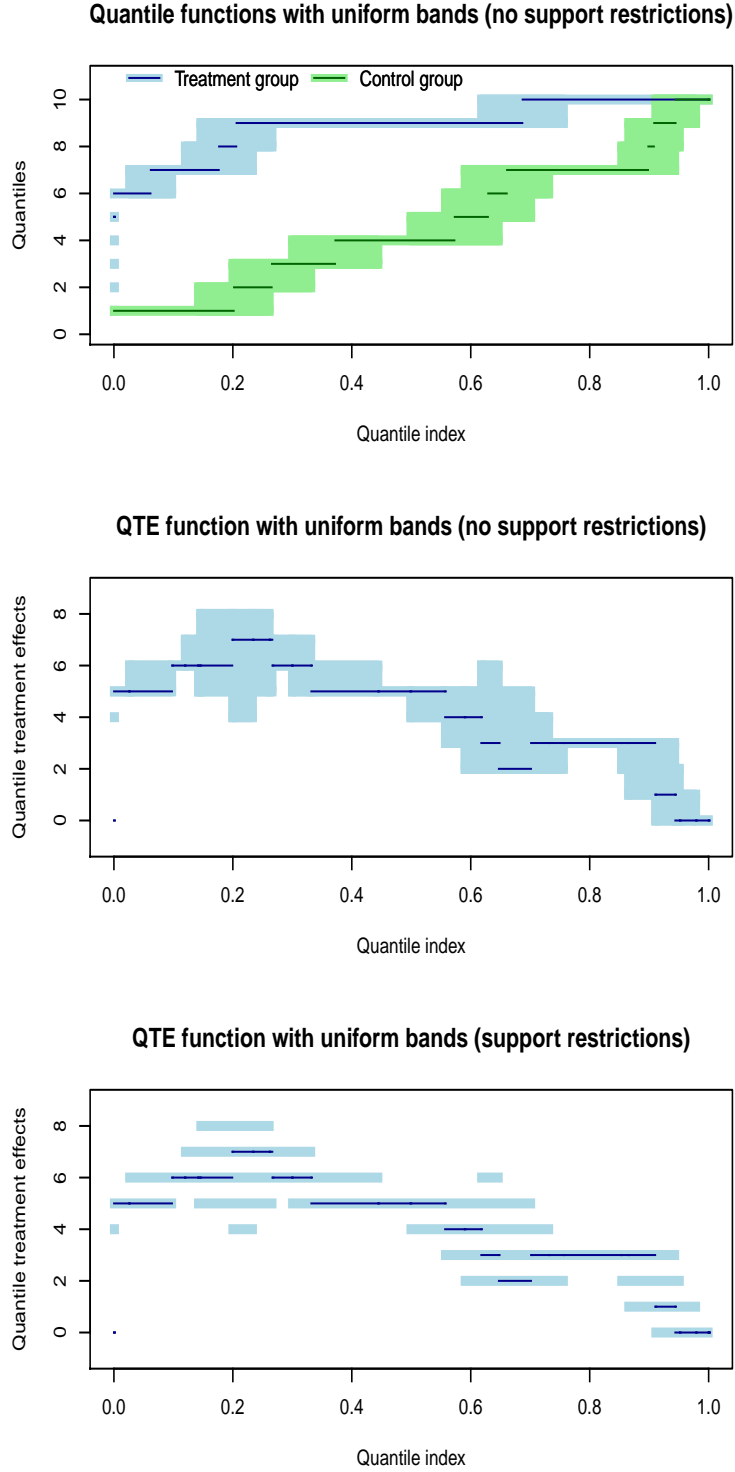 Quantile functions with uniform bands (no support restrictions)
Treatment group Control group
Quantiles
10
8
6
4
2
0
0.0 0.2 0.4 0.6 0.8 1.0
Quantile index
QTE function with uniform bands (no support restrictions)
Quantile treatment effects
8
6
4
2
0
0.0 0.2 0.4 0.6 0.8 1.0
Quantile index
QTE function with uniform bands (support restrictions)
Quantile treatment effects
8
6
4
2
0
0.0 0.2 0.4 0.6 0.8 1.0
Quantile index